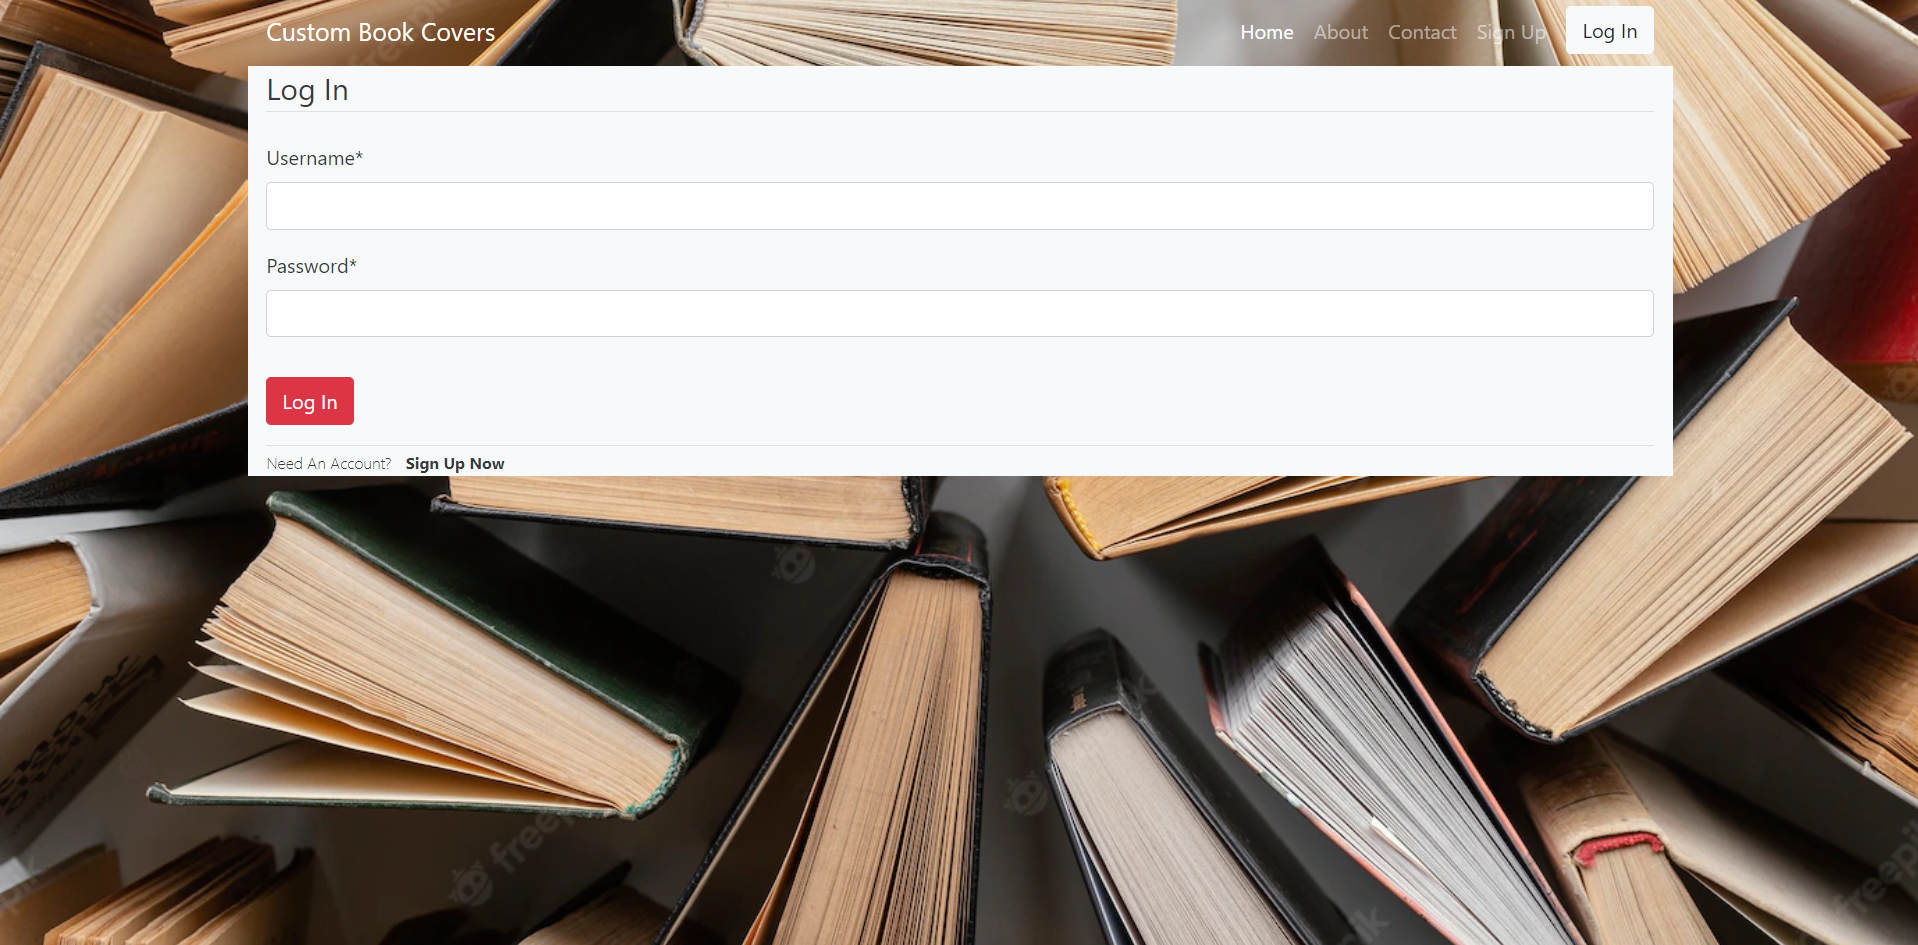 Custom Book Covers
Home About Contact Sign Up Log In
Log In
Username*
Password*
Log In
Need An Account? Sign Up Now
freepik